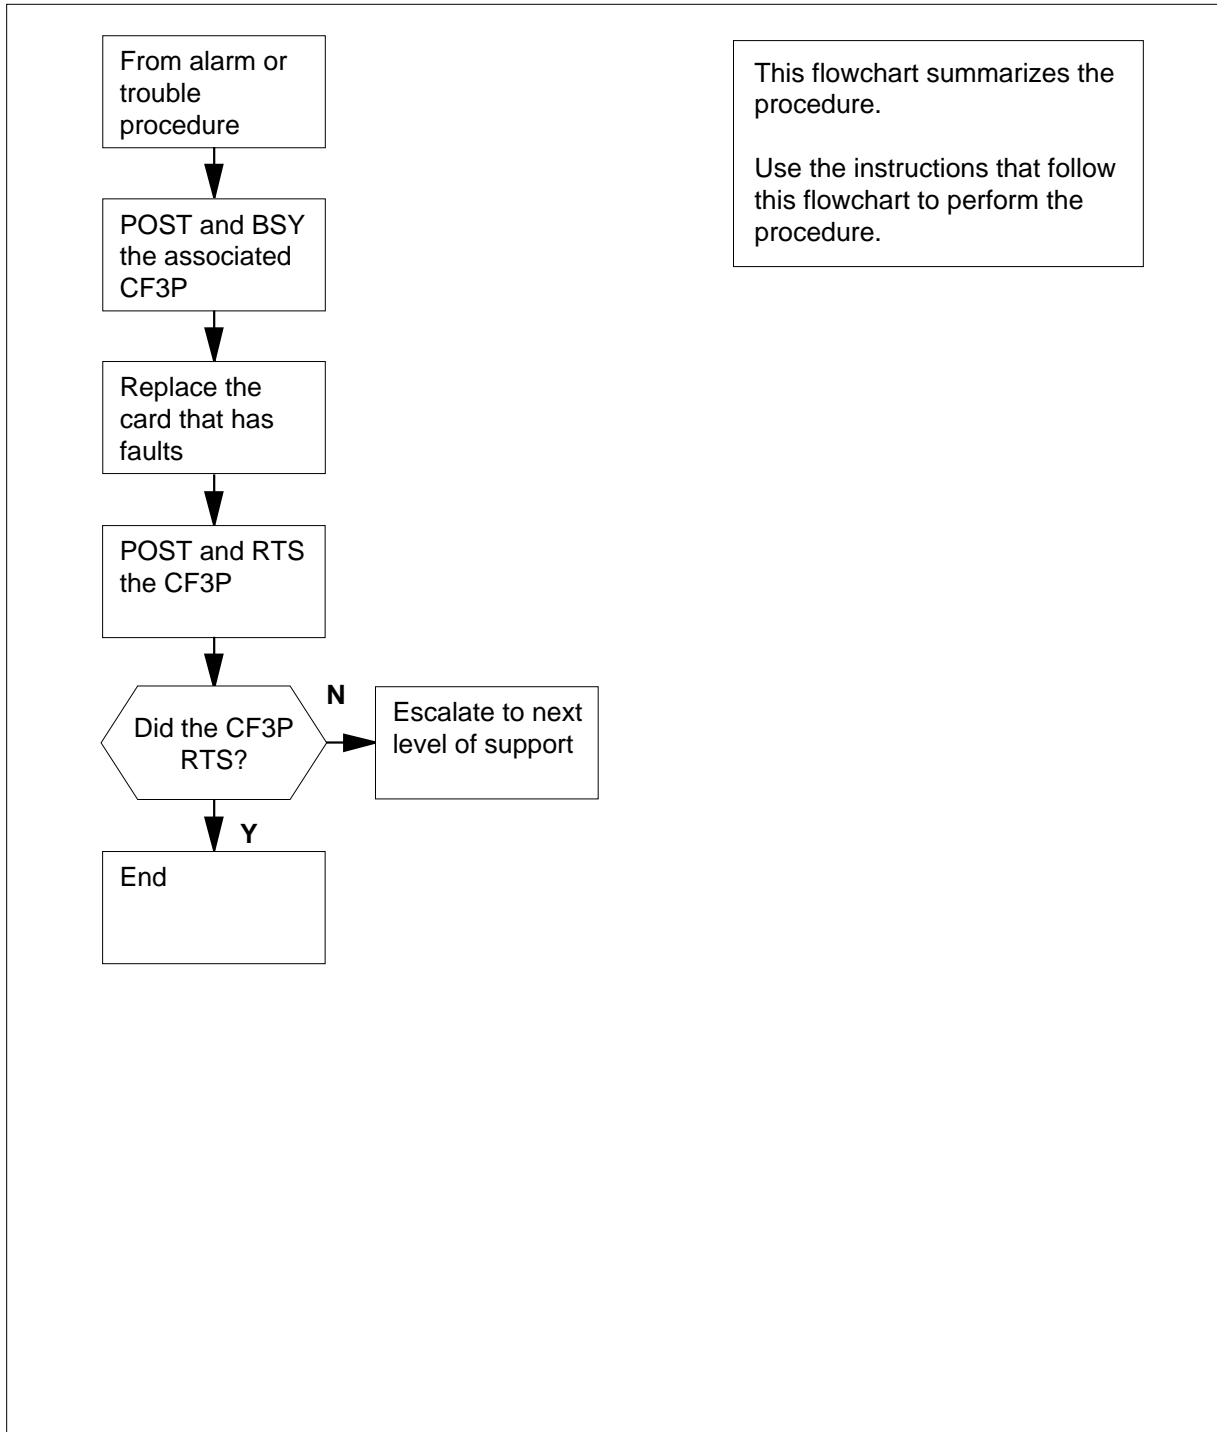 From alarm or
trouble
procedure
This flowchart summarizes the
procedure.
Use the instructions that follow
this flowchart to perform the
procedure.
POST and BSY
the associated
CF3P
Replace the
card that has
faults
POST and RTS
the CF3P
Did the CF3P
RTS?
N
Escalate to next
level of support
Y
End